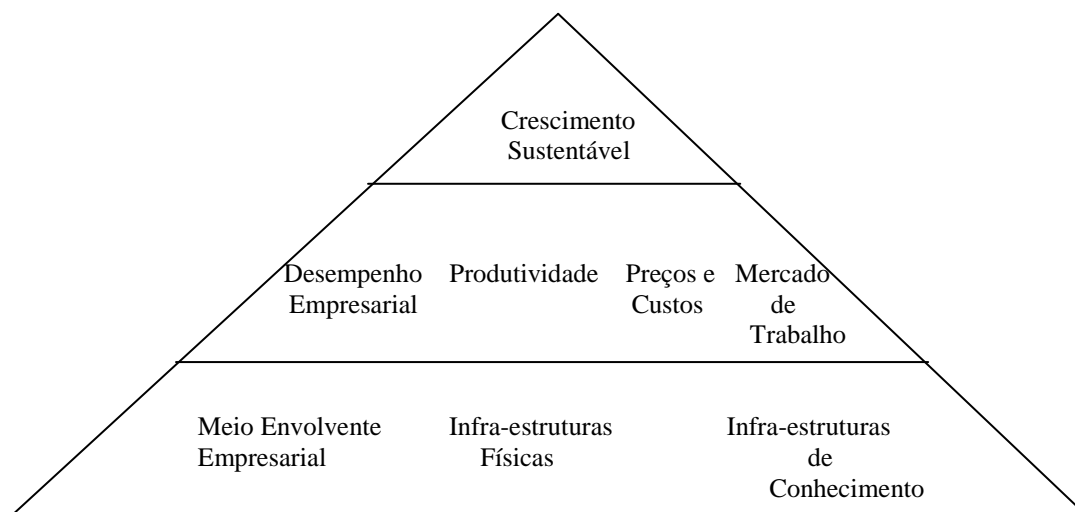 Crescimento
Sustentável
Desempenho
Empresarial
Produtividade
Preços e
Custos
Mercado
de
Trabalho
Meio Envolvente
Empresarial
Infra-estruturas
Físicas
Infra-estruturas
de
Conhecimento